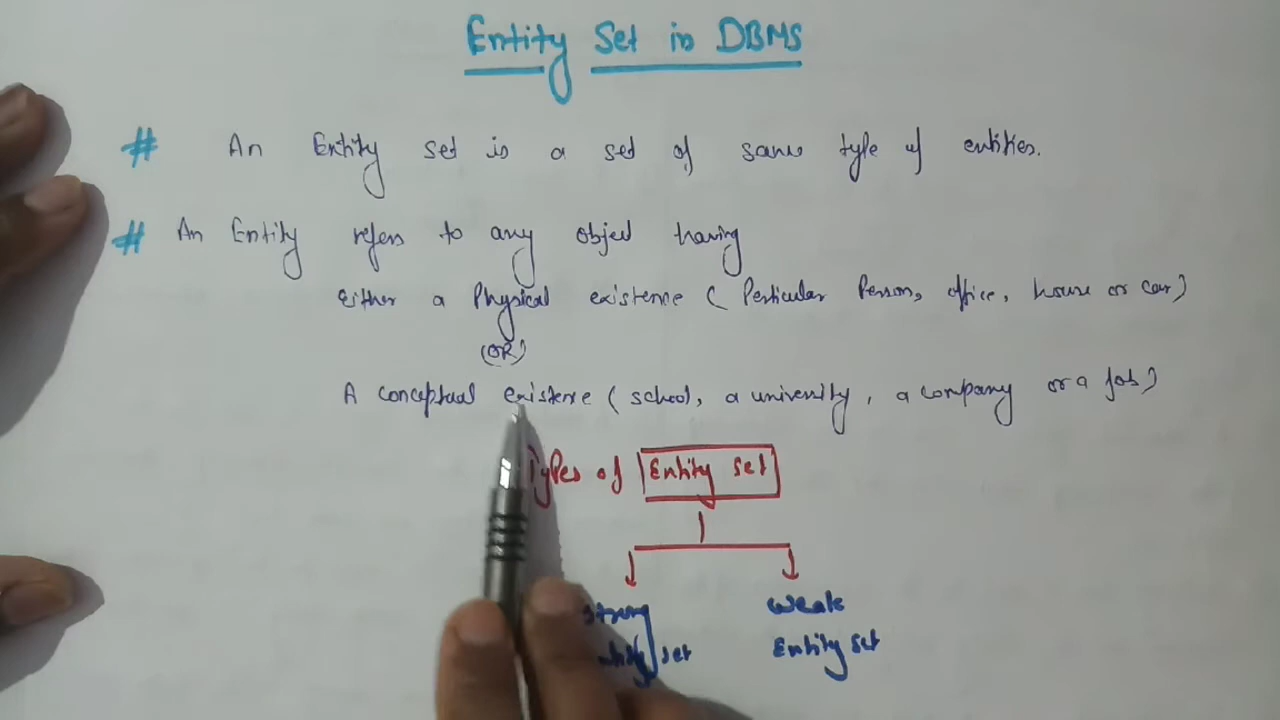 Entity Set in DBMS
# An Entity set is a set of same type of entities.
# An Entity refers to any object having
Either a Physical existence ( Perticular Person, office, house or car)
(OR)
A conceptual existence ( school, a university, a company or a job)
Types of Entity set
Strong Weak
Entity set Entity set